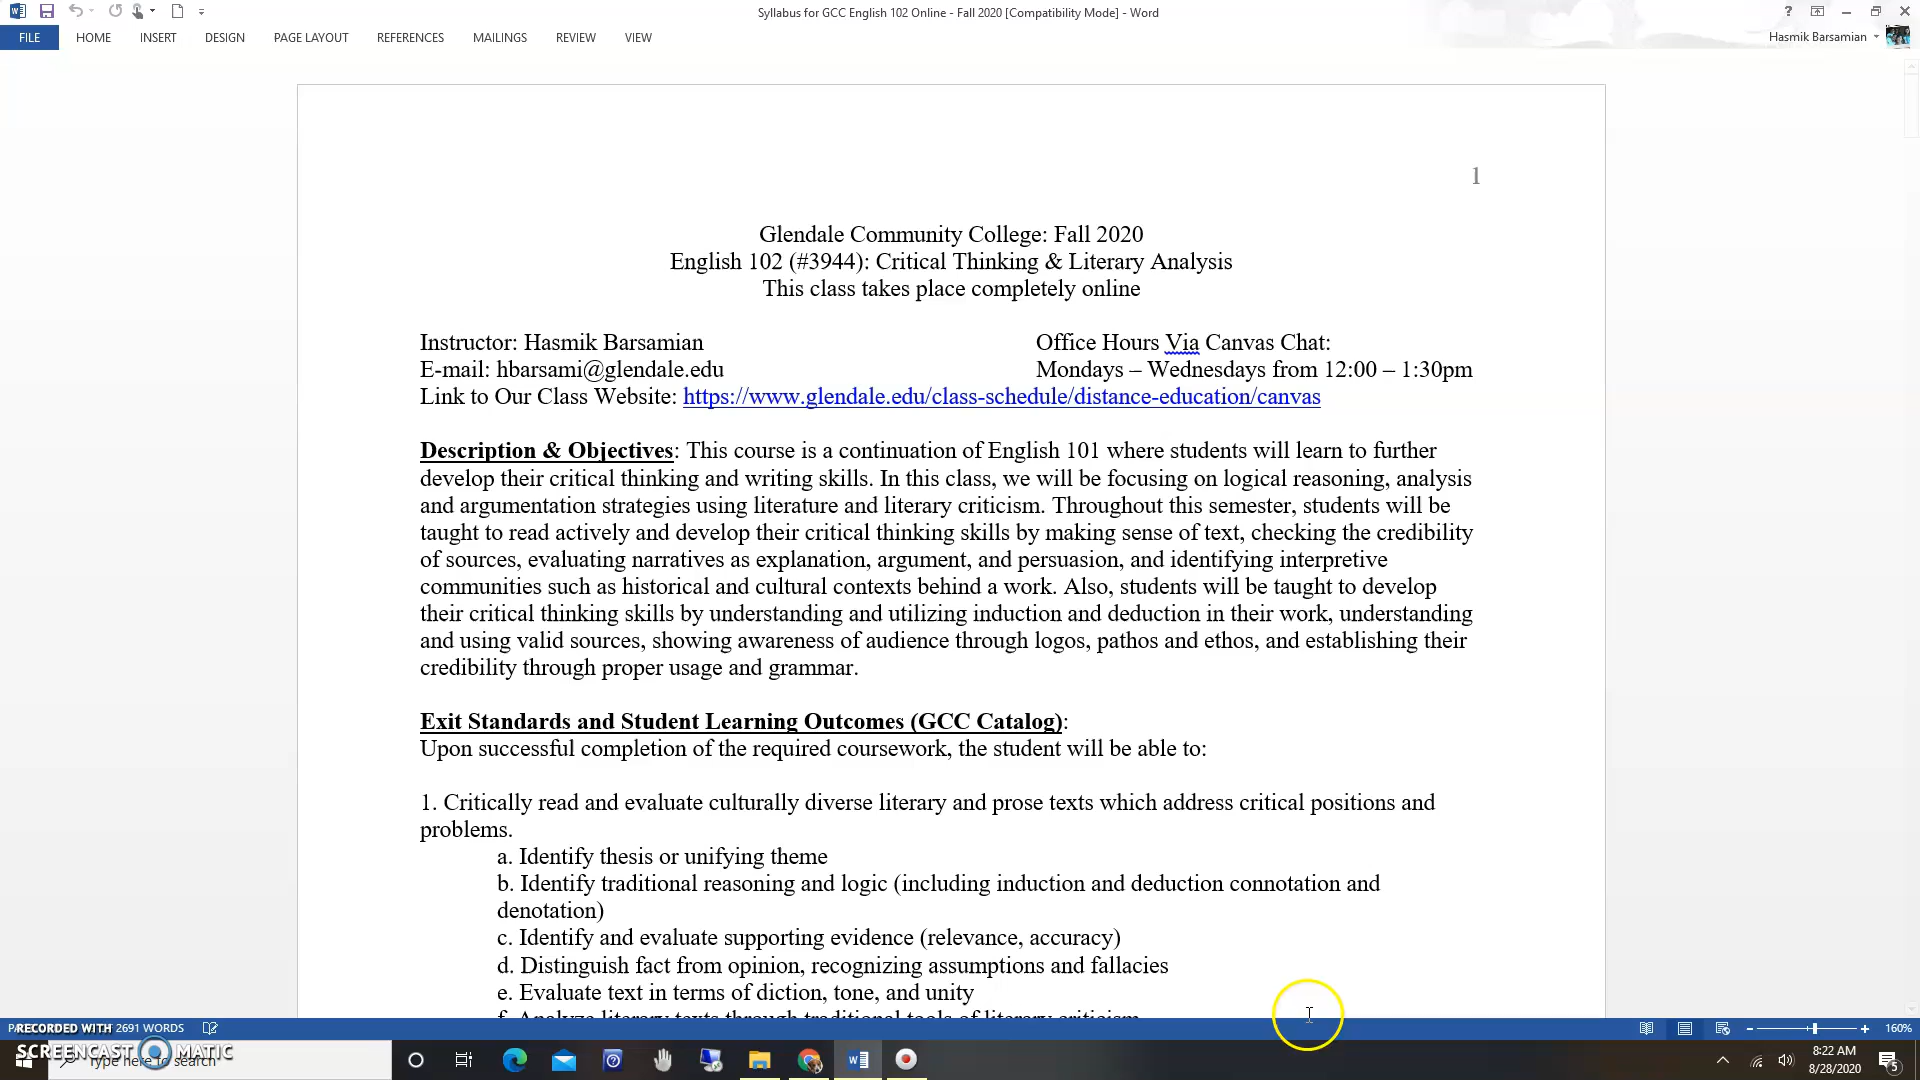 Syllabus for GCC English 102 Online - Fall 2020 [Compatibility Mode] - Word
FILE HOME INSERT DESIGN PAGE LAYOUT REFERENCES MAILINGS REVIEW VIEW
Hasmik Barsamian
1
Glendale Community College: Fall 2020
English 102 (#3944): Critical Thinking & Literary Analysis
This class takes place completely online
Instructor: Hasmik Barsamian
Office Hours Via Canvas Chat:
E-mail: hbarsami@glendale.edu
Mondays – Wednesdays from 12:00 – 1:30pm
Link to Our Class Website: https://www.glendale.edu/class-schedule/distance-education/canvas
Description & Objectives: This course is a continuation of English 101 where students will learn to further
develop their critical thinking and writing skills. In this class, we will be focusing on logical reasoning, analysis
and argumentation strategies using literature and literary criticism. Throughout this semester, students will be
taught to read actively and develop their critical thinking skills by making sense of text, checking the credibility
of sources, evaluating narratives as explanation, argument, and persuasion, and identifying interpretive
communities such as historical and cultural contexts behind a work. Also, students will be taught to develop
their critical thinking skills by understanding and utilizing induction and deduction in their work, understanding
and using valid sources, showing awareness of audience through logos, pathos and ethos, and establishing their
credibility through proper usage and grammar.
Exit Standards and Student Learning Outcomes (GCC Catalog):
Upon successful completion of the required coursework, the student will be able to:
1. Critically read and evaluate culturally diverse literary and prose texts which address critical positions and
problems.
a. Identify thesis or unifying theme
b. Identify traditional reasoning and logic (including induction and deduction connotation and
denotation)
c. Identify and evaluate supporting evidence (relevance, accuracy)
d. Distinguish fact from opinion, recognizing assumptions and fallacies
e. Evaluate text in terms of diction, tone, and unity
f. Analyze literary texts through traditional tools of literary criticism
RECORDED WITH 2691 WORDS
160%
SCREENCAST MATIC
Type here to search
8:22 AM
8/28/2020
5